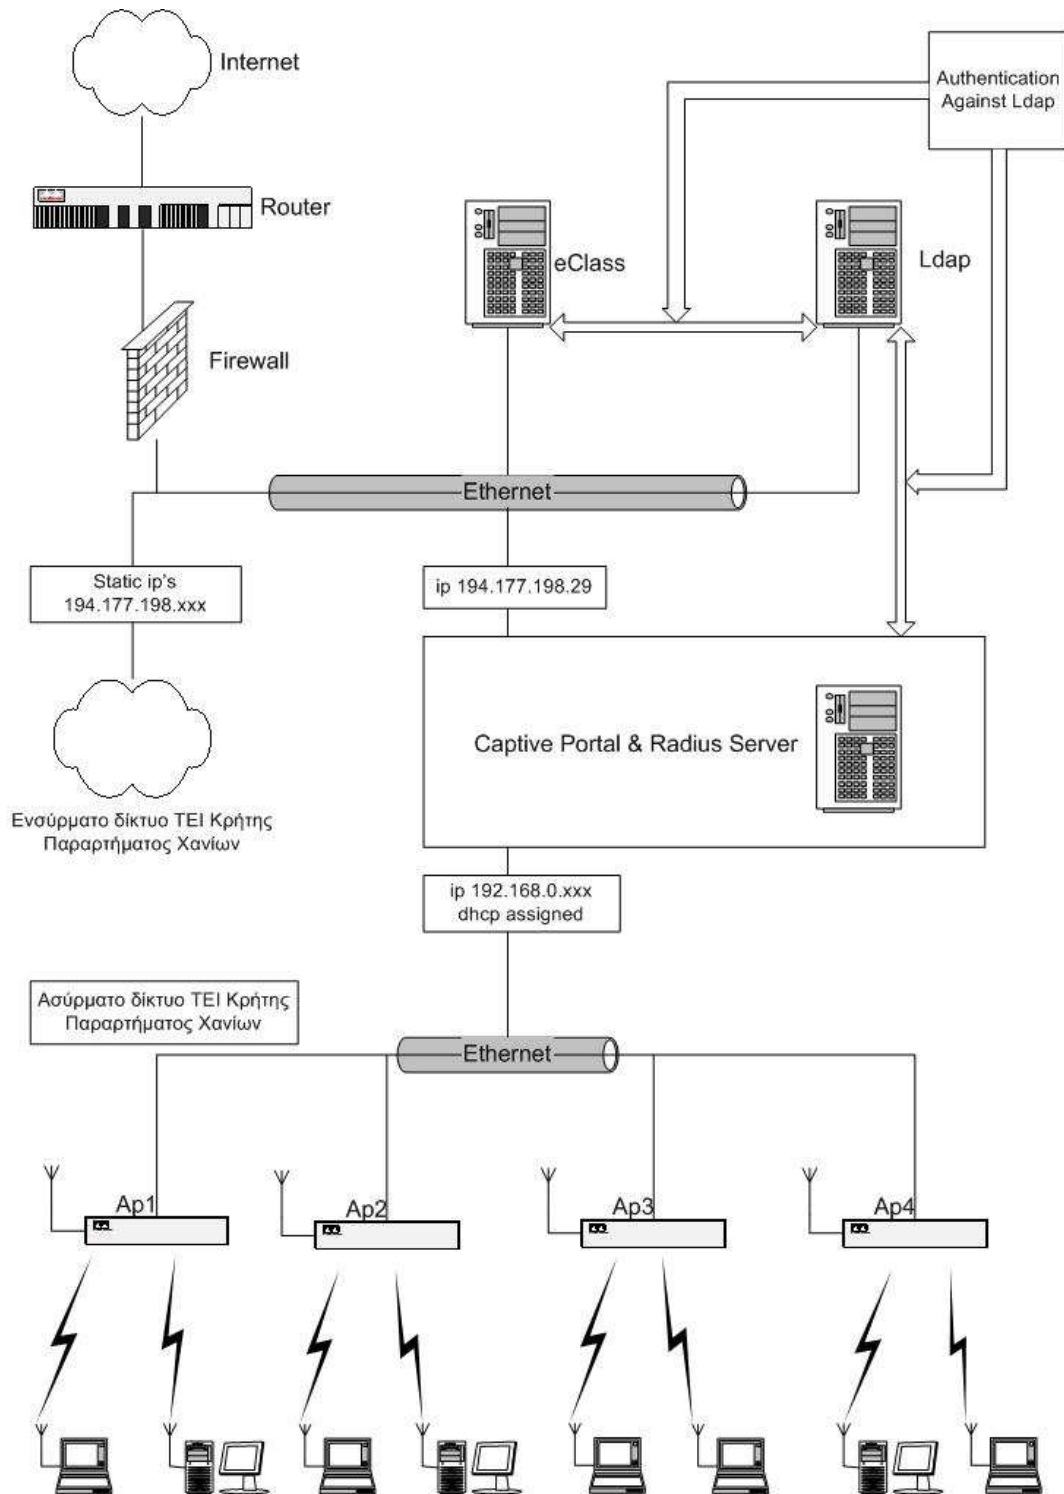 Internet
Authentication
Against Ldap
Router
eClass
Ldap
Firewall
Ethernet
Static ip's
194.177.198.xxx
ip 194.177.198.29
Captive Portal & Radius Server
Ενσύρματο δίκτυο ΤΕΙ Κρήτης
Παραρτήματος Χανίων
ip 192.168.0.xxx
dhcp assigned
Ασύρματο δίκτυο ΤΕΙ Κρήτης
Παραρτήματος Χανίων
Ethernet
Ap1
Ap2
Ap3
Ap4